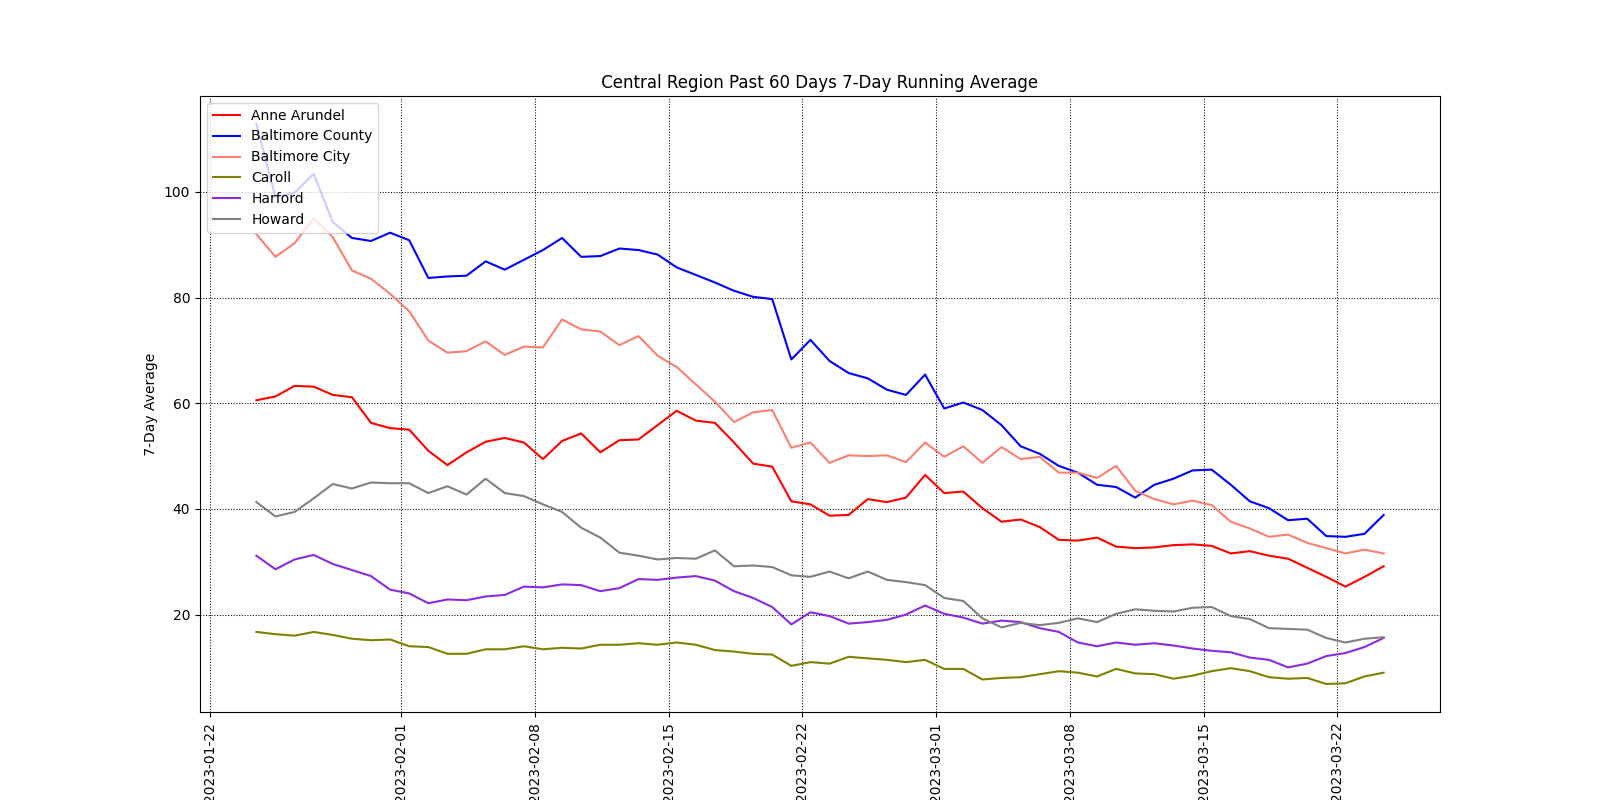 Central Region Past 60 Days 7-Day Running Average
Anne Arundel
Baltimore County
Baltimore City
Caroll
Harford
Howard
7-Day Average
100
80
60
40
20
2023-01-22
2023-02-01
2023-02-08
2023-02-15
2023-02-22
2023-03-01
2023-03-08
2023-03-15
2023-03-22